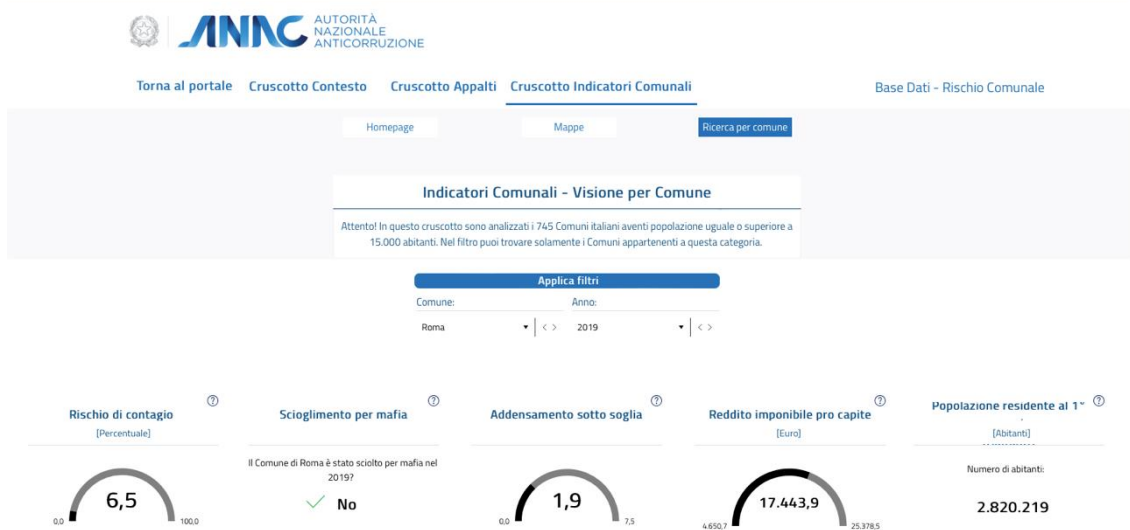 AUTORITÀ
NAZIONALE
ANTICORRUZIONE
ANAC
Torna al portale Cruscotto Contesto Cruscotto Appalti Cruscotto Indicatori Comunali Base Dati - Rischio Comunale
Homepage Mappe Ricerca per comune
Indicatori Comunali - Visione per Comune
Attento! In questo cruscotto sono analizzati i 745 Comuni italiani aventi popolazione uguale o superiore a
15.000 abitanti. Nel filtro puoi trovare solamente i Comuni appartenenti a questa categoria.
Applica filtri
Comune: Anno:
Roma 2019
Rischio di contagio
[Percentuale]
6,5
0,0 100,0
Scioglimento per mafia
Il Comune di Roma è stato sciolto per mafia nel
2019?
No
Addensamento sotto soglia
1,9
0,0 7,5
Reddito imponibile pro capite
[Euro]
17.443,9
4.650,7 25.378,5
Popolazione residente al 1°
[Abitanti]
Numero di abitanti:
2.820.219